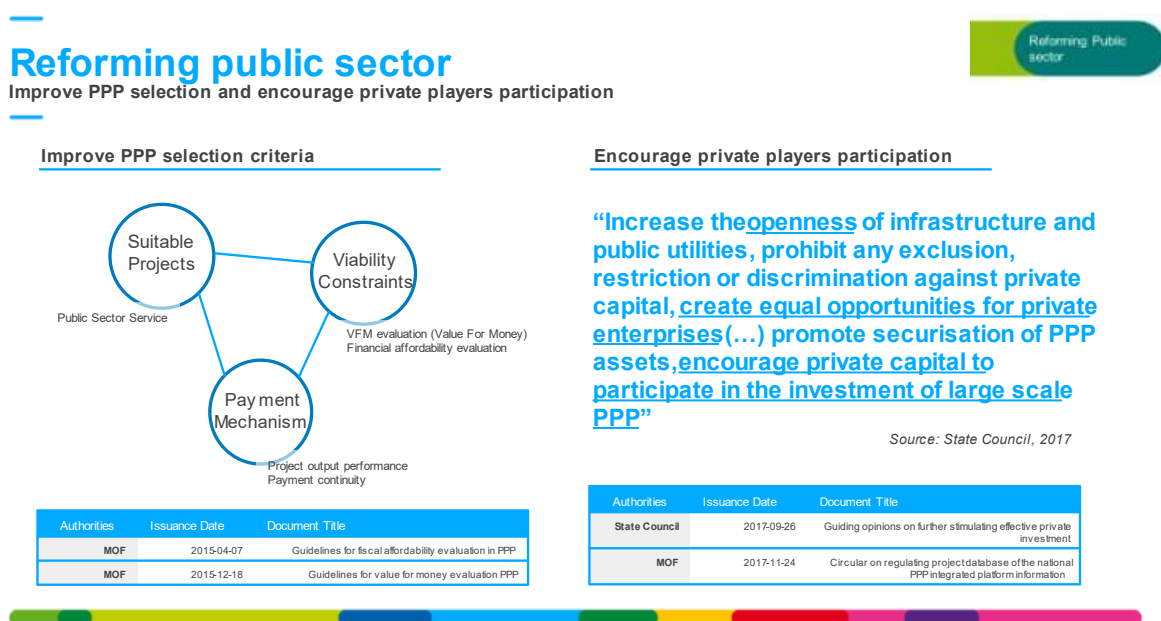 Reforming public sector
Improve PPP selection and encourage private players participation
Reforming Public
sector
Improve PPP selection criteria
Suitable
Projects
Public Sector Service
Viability
Constraints
VFM evaluation (Value For Money)
Financial affordability evaluation
Payment
Mechanism
Project output performance
Payment continuity
Authorities Issuance Date Document Title
MOF 2015-04-07 Guidelines for fiscal affordability evaluation in PPP
MOF 2015-12-18 Guidelines for value for money evaluation PPP
Encourage private players participation
“Increase theopenness of infrastructure and
public utilities, prohibit any exclusion,
restriction or discrimination against private
capital, create equal opportunities for private
enterprises(…) promote securisation of PPP
assets,encourage private capital to
participate in the investment of large scale
PPP”
Source: State Council, 2017
Authorities Issuance Date Document Title
State Council 2017-09-26 Guiding opinions on further stimulating effective private
investment
MOF 2017-11-24 Circular on regulating project database of the national
PPP integrated platform information